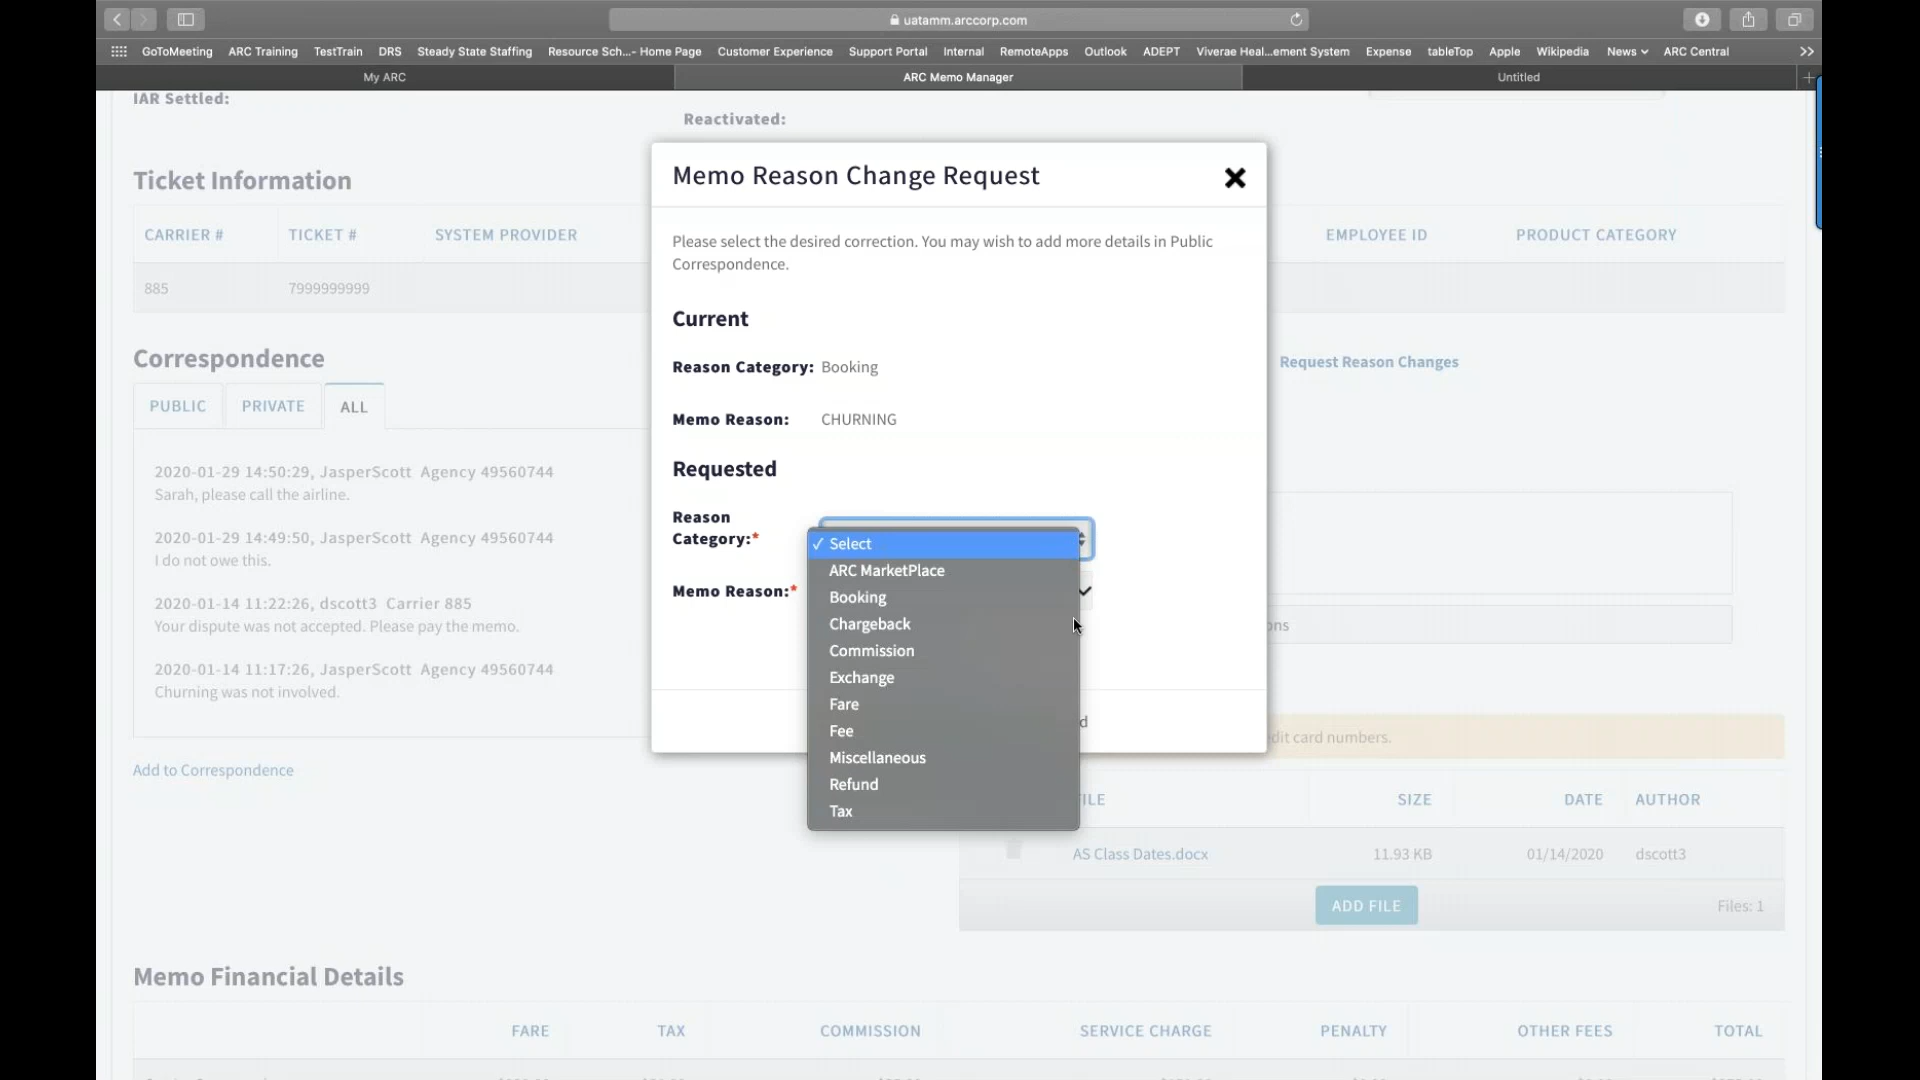 uatamm.arccorp.com
GoToMeeting ARC Training TestTrain DRS Steady State Staffing Resource Sch...- Home Page Customer Experience Support Portal Internal RemoteApps Outlook ADEPT Viverae Heal...ement System Expense tableTop Apple Wikipedia News ARC Central
My ARC ARC Memo Manager Untitled
IAR Settled:
Reactivated:
Memo Reason Change Request
Ticket Information
CARRIER # TICKET # SYSTEM PROVIDER EMPLOYEE ID PRODUCT CATEGORY
885 7999999999
Please select the desired correction. You may wish to add more details in Public
Correspondence.
Current
Reason Category: Booking
Memo Reason: CHURNING
Requested
Reason
Category:*
Memo Reason:*
✓ Select
ARC MarketPlace
Booking
Chargeback
Commission
Exchange
Fare
Fee
Miscellaneous
Refund
Tax
Correspondence
Request Reason Changes
PUBLIC PRIVATE ALL
2020-01-29 14:50:29, JasperScott Agency 49560744
Sarah, please call the airline.
2020-01-29 14:49:50, JasperScott Agency 49560744
I do not owe this.
2020-01-14 11:22:26, dscott3 Carrier 885
Your dispute was not accepted. Please pay the memo.
2020-01-14 11:17:26, JasperScott Agency 49560744
Churning was not involved.
Add to Correspondence
card numbers.
SIZE DATE AUTHOR
AS Class Dates.docx 11.93 KB 01/14/2020 dscott3
ADD FILE Files: 1
Memo Financial Details
FARE TAX COMMISSION SERVICE CHARGE PENALTY OTHER FEES TOTAL